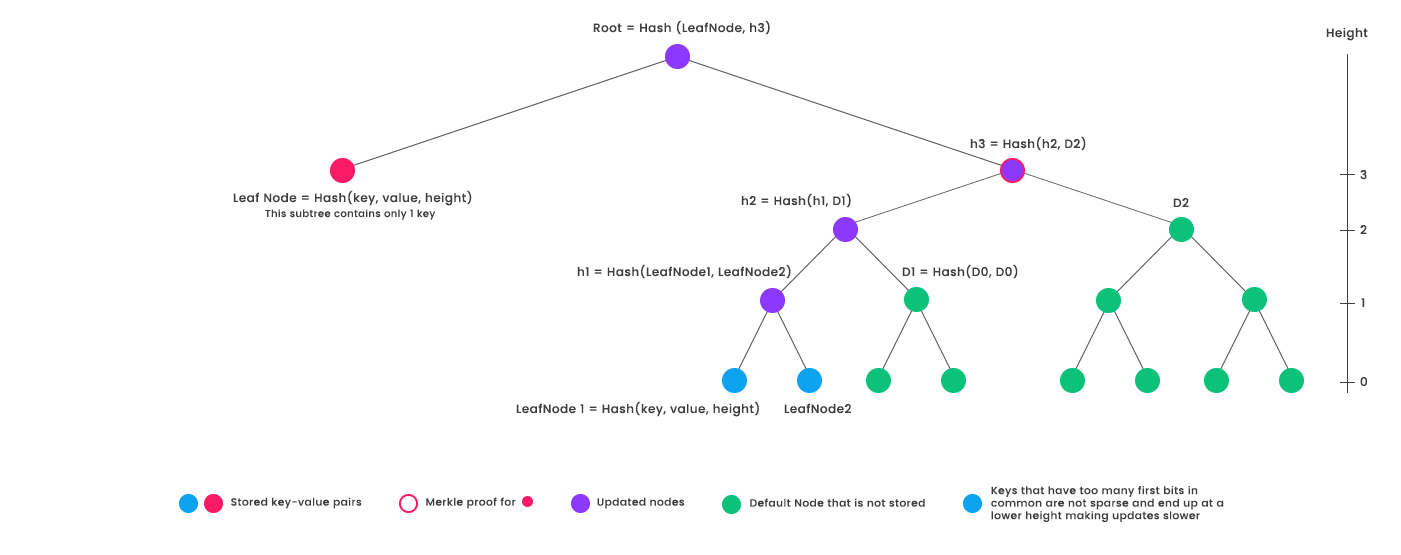 Root = Hash (LeafNode, h3)
Height
h3 = Hash(h2, D2)
3
Leaf Node = Hash(key, value, height)
This subtree contains only 1 key
h2 = Hash(h1, D1)
D2
2
h1 = Hash(LeafNode1, LeafNode2)
D1 = Hash(D0, D0)
1
0
LeafNode 1 = Hash(key, value, height)
LeafNode2
Stored key-value pairs
Merkle proof for
Updated nodes
Default Node that is not stored
Keys that have too many first bits in
common are not sparse and end up at a
lower height making updates slower